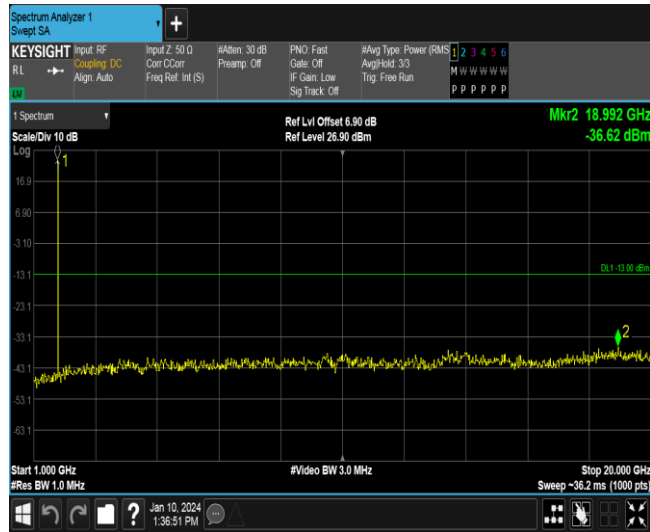 Spectrum Analyzer 1
Swept SA
KEYSIGHT Input: RF Input Z: 50 Ω #Atten: 30 dB PNO: Fast #Avg Type: Power (RMS 1 2 3 4 5 6
RL Coupling: DC Corr CCorr Preamp: Off Gate: Off Avg|Hold: 3/3 M W W W W W
Align: Auto Freq Ref: Int (S) IF Gain: Low Trig: Free Run
Sig Track: Off P P P P P P
1 Spectrum
Ref Lvl Offset 6.90 dB Mkr2 18.992 GHz
Scale/Div 10 dB Ref Level 26.90 dBm -36.62 dBm
Log
1
16.9
6.90
-3.10
-13.1
DL1 -13.00 dBm
-23.1
-33.1
2
-43.1
-53.1
-63.1
Start 1.000 GHz #Video BW 3.0 MHz Stop 20.000 GHz
#Res BW 1.0 MHz Sweep ~36.2 ms (1000 pts)
? Jan 10, 2024
1:36:51 PM